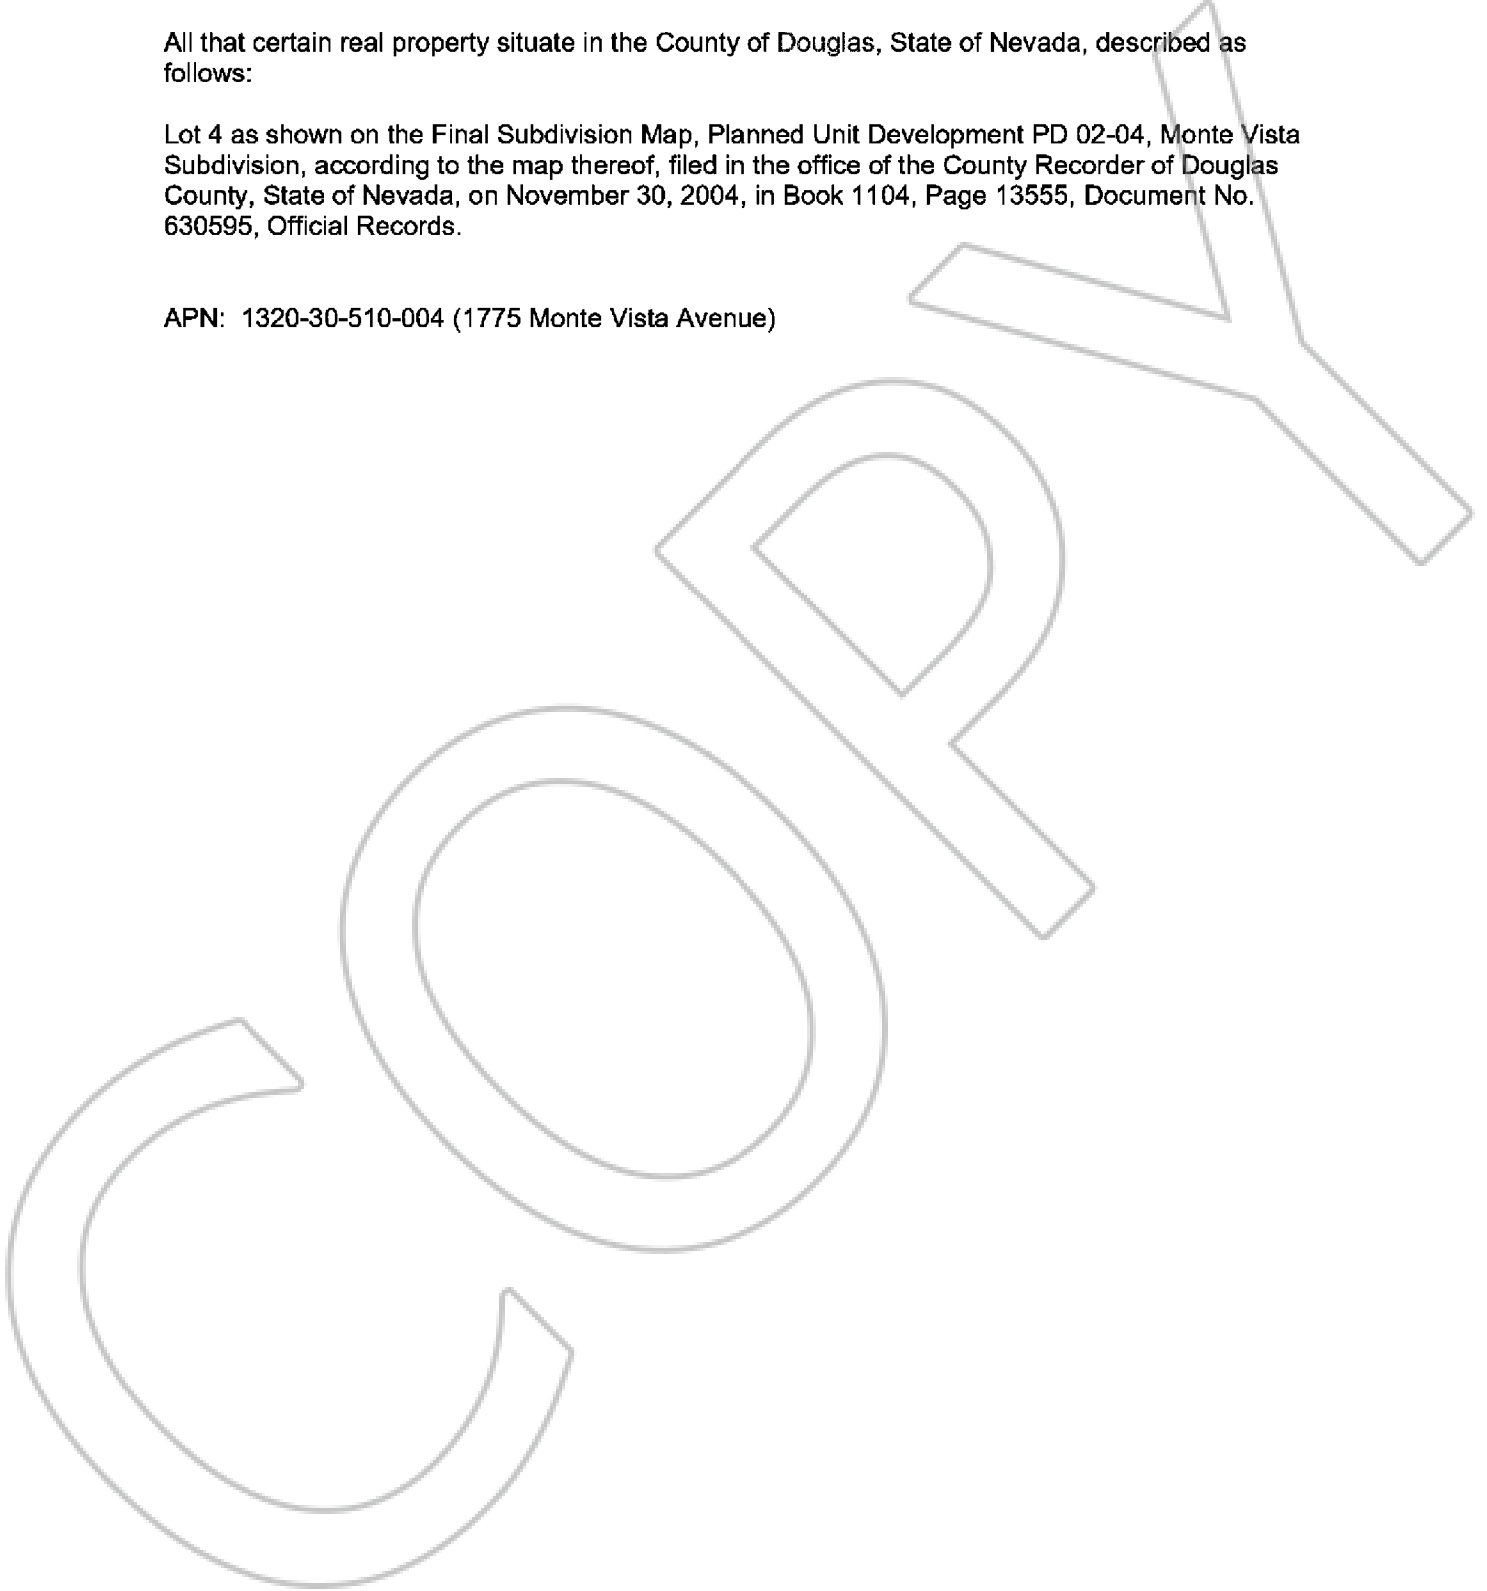 All that certain real property situate in the County of Douglas, State of Nevada, described as
follows:
Lot 4 as shown on the Final Subdivision Map, Planned Unit Development PD 02-04, Monte Vista
Subdivision, according to the map thereof, filed in the office of the County Recorder of Douglas
County, State of Nevada, on November 30, 2004, in Book 1104, Page 13555, Document No.
630595, Official Records.
APN:  1320-30-510-004 (1775 Monte Vista Avenue)
COPY